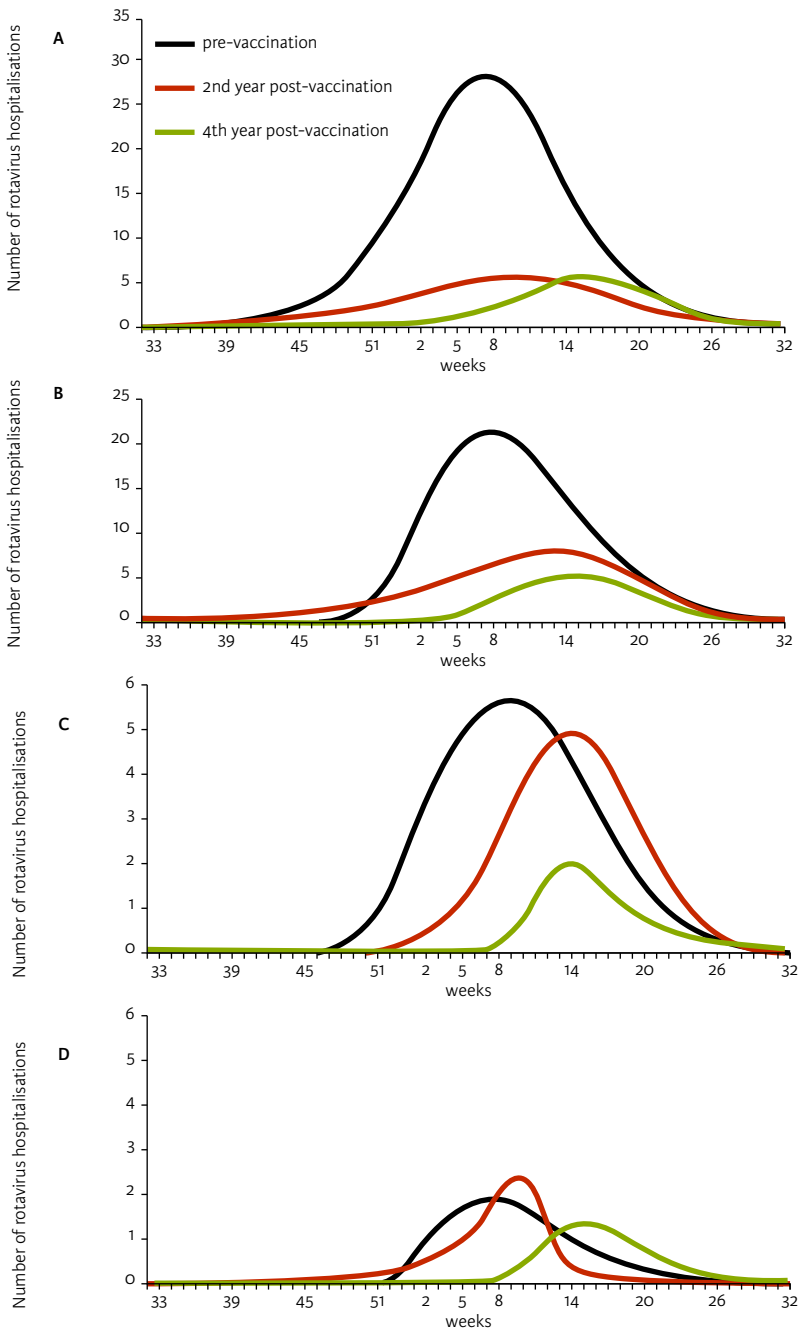 A
Number of rotavirus hospitalisations
35
30
25
20
15
10
5
0
pre-vaccination
2nd year post-vaccination
4th year post-vaccination
33 39 45 51 2 5 8 14 20 26 32
weeks
B
Number of rotavirus hospitalisations
25
20
15
10
5
0
33 39 45 51 2 5 8 14 20 26 32
weeks
C
Number of rotavirus hospitalisations
6
5
4
3
2
1
0
33 39 45 51 2 5 8 14 20 26 32
weeks
D
Number of rotavirus hospitalisations
6
5
4
3
2
1
0
33 39 45 51 2 5 8 14 20 26 32
weeks